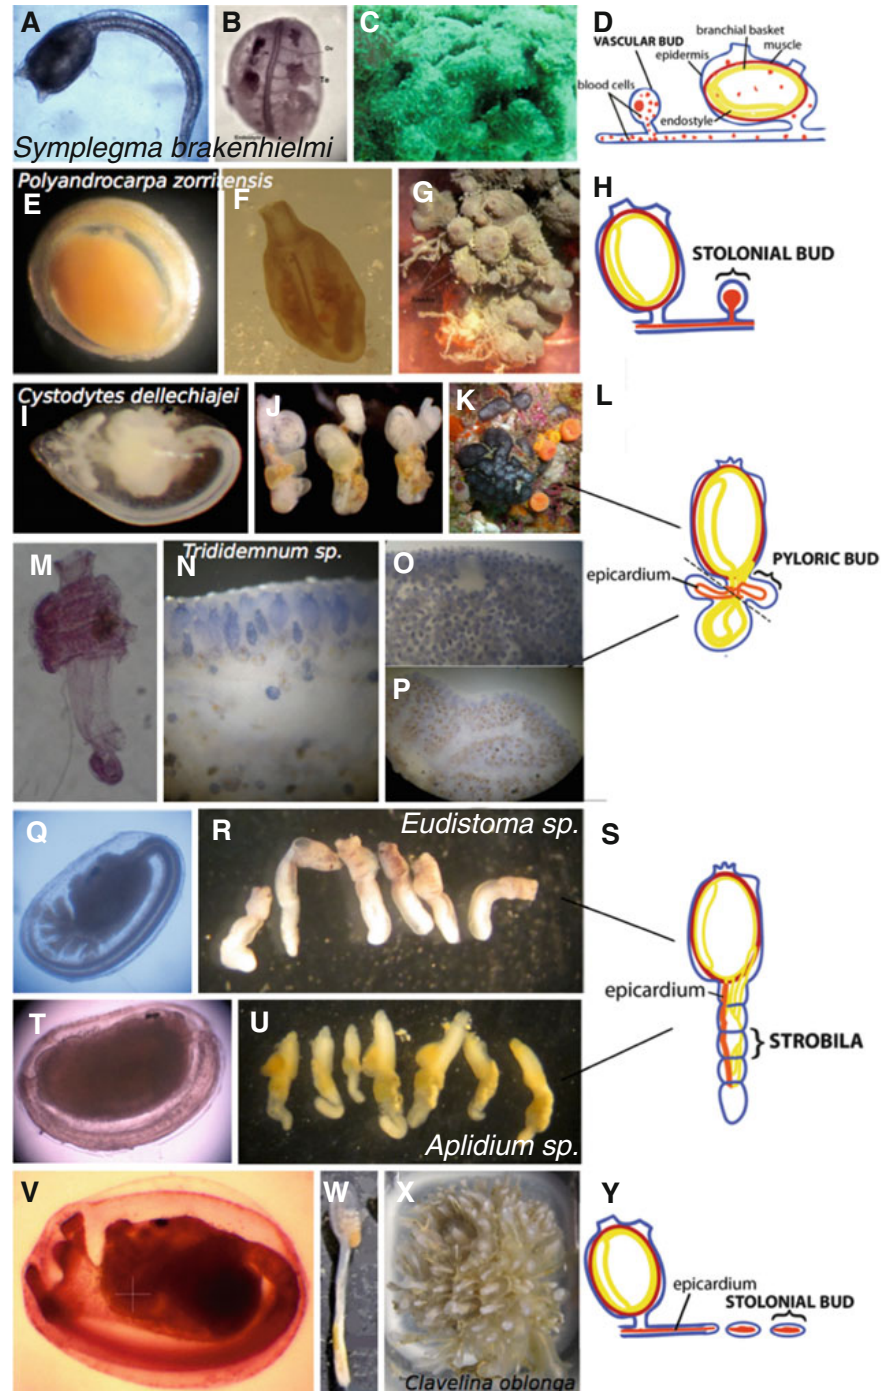 A
B
C
D
branchial basket
muscle
VASCULAR BUD
epidermis
blood cells
endostyle
Symplegma brakenhielmi
Polyandrocarpa zorritensis
E
F
G
H
STOLONIAL BUD
Cystodytes dellechiajei
I
J
K
L
PYLORIC BUD
epicardium
M
Trididemnum sp.
N
O
P
Q
R
Eudistoma sp.
S
epicardium
STROBILA
T
U
Aplidium sp.
V
W
X
Y
epicardium
STOLONIAL BUD
Clavelina oblonga